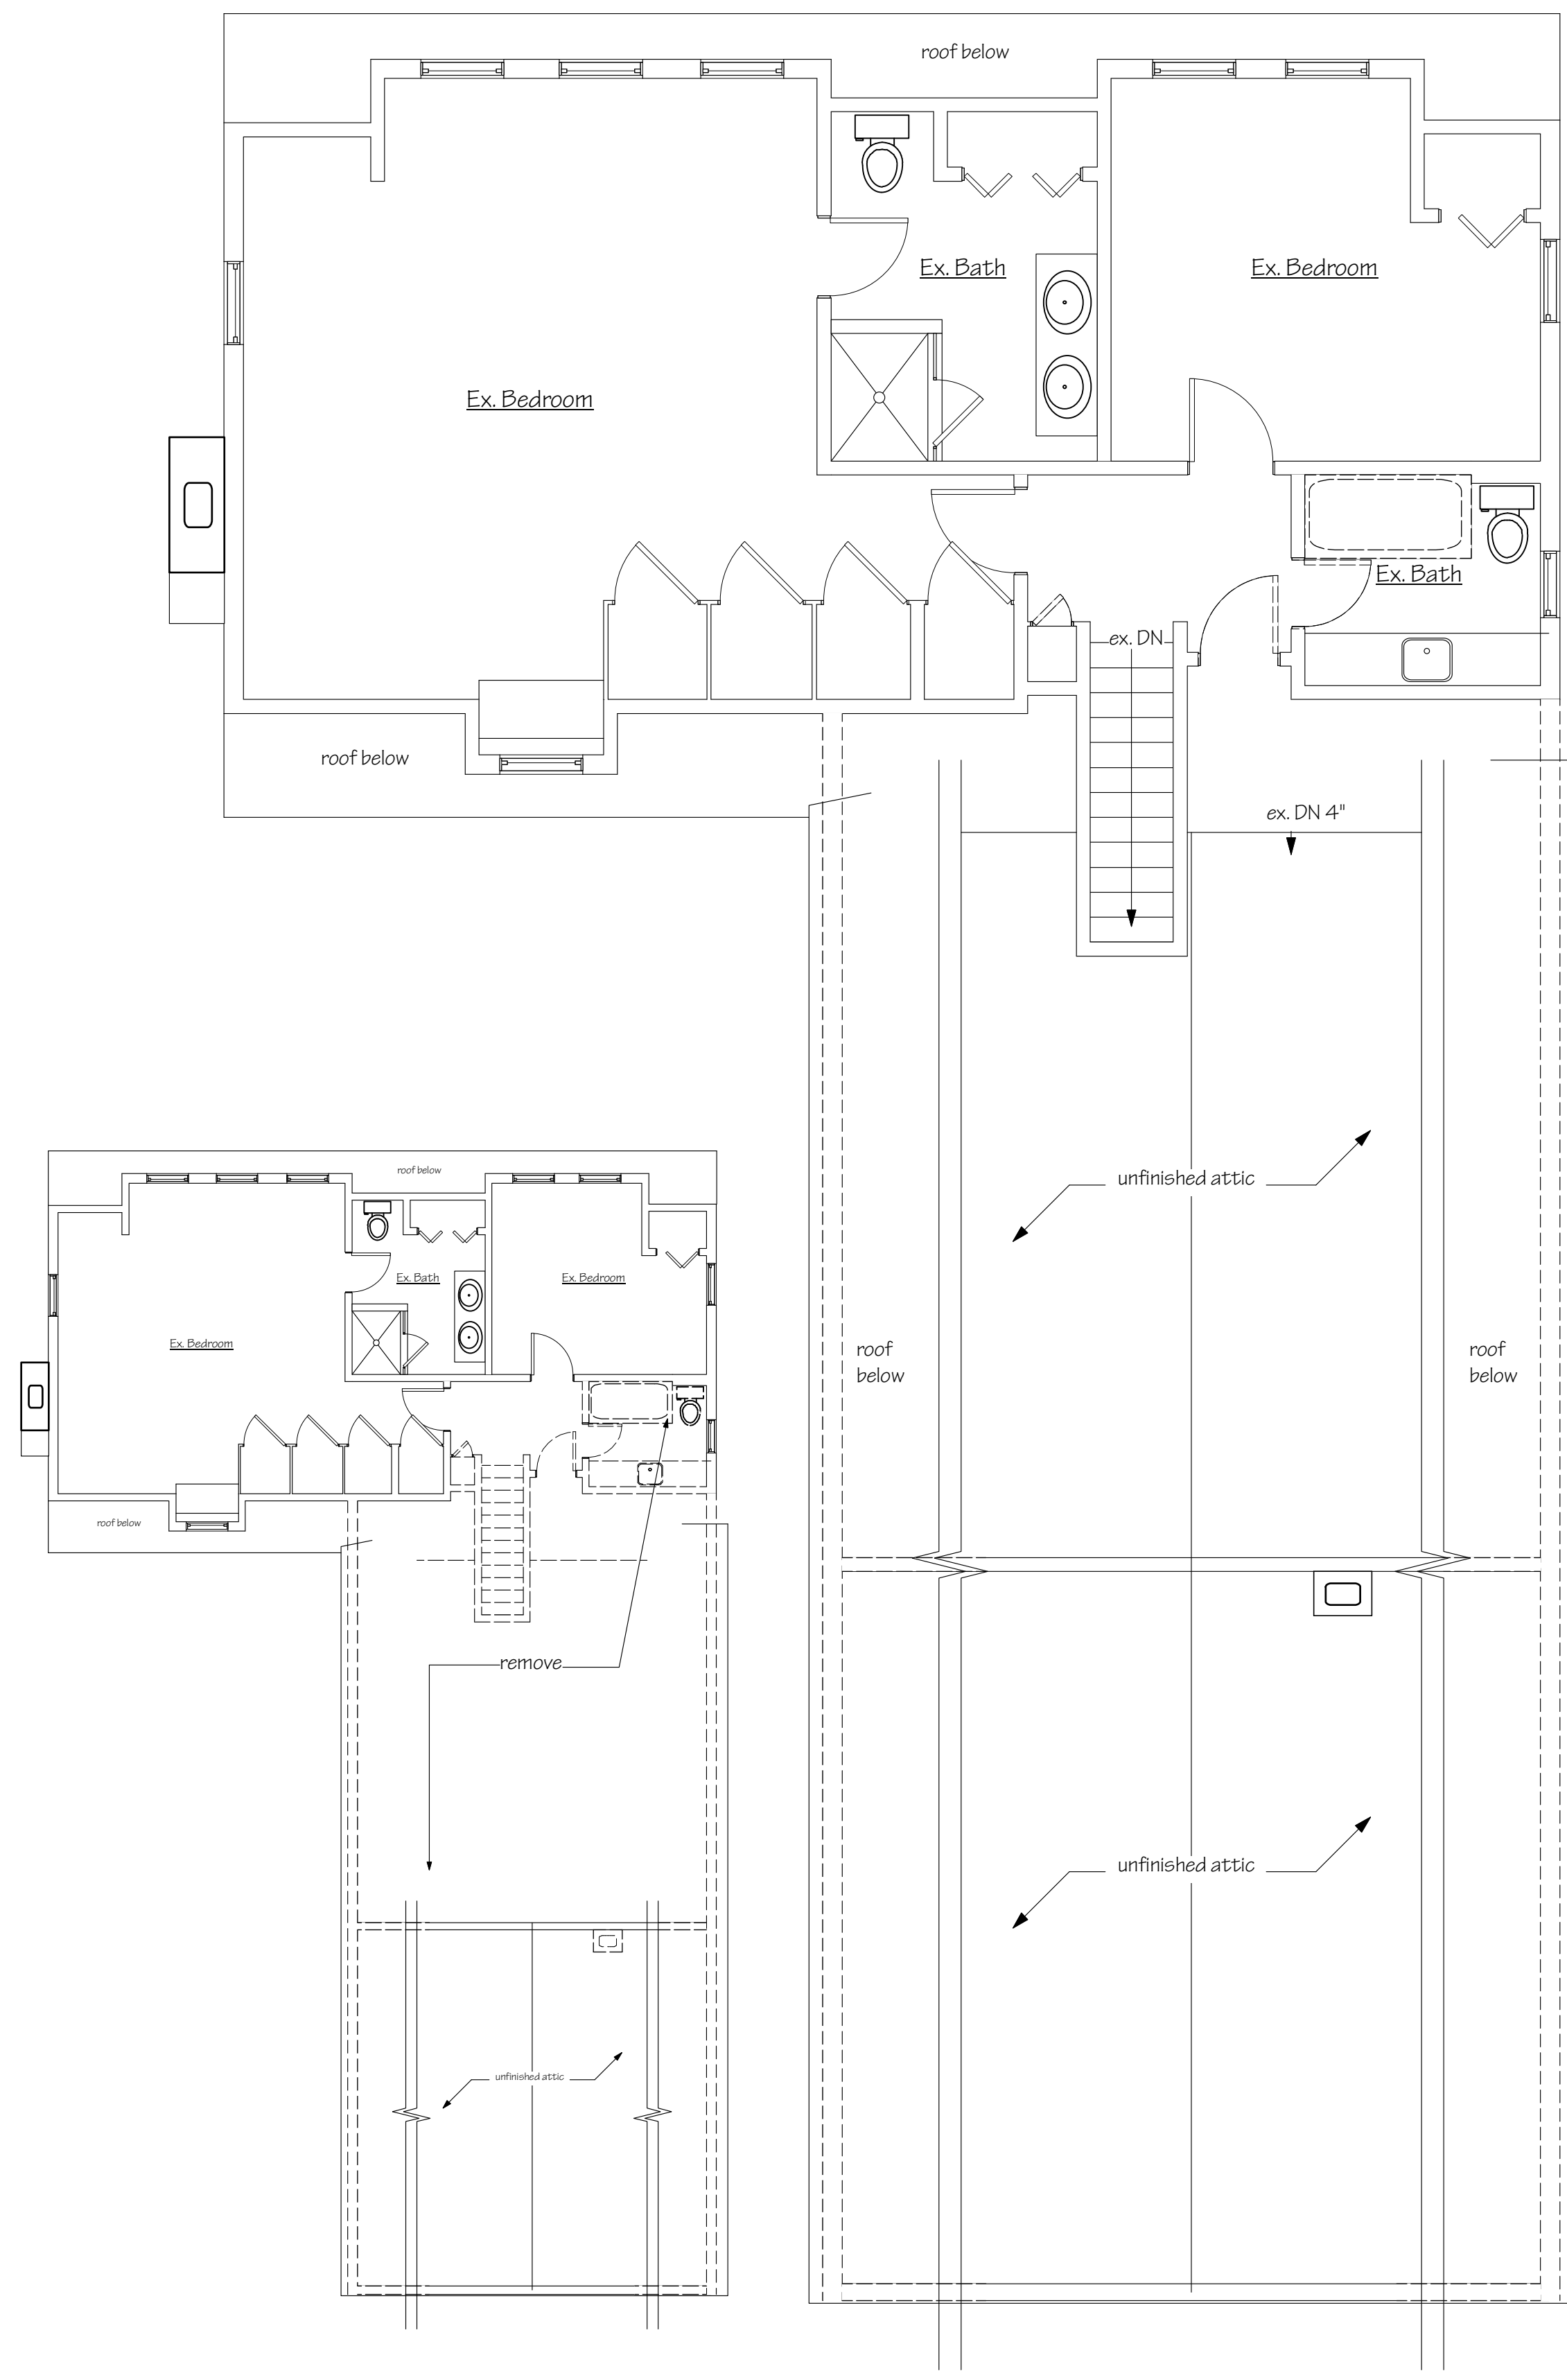 roof below
Ex. Bath
Ex. Bedroom
Ex. Bedroom
Ex. Bath
ex. DN
roof below
ex. DN 4"
unfinished attic
roof
below
roof
below
unfinished attic
roof below
Ex. Bath
Ex. Bedroom
Ex. Bedroom
roof below
remove
unfinished attic